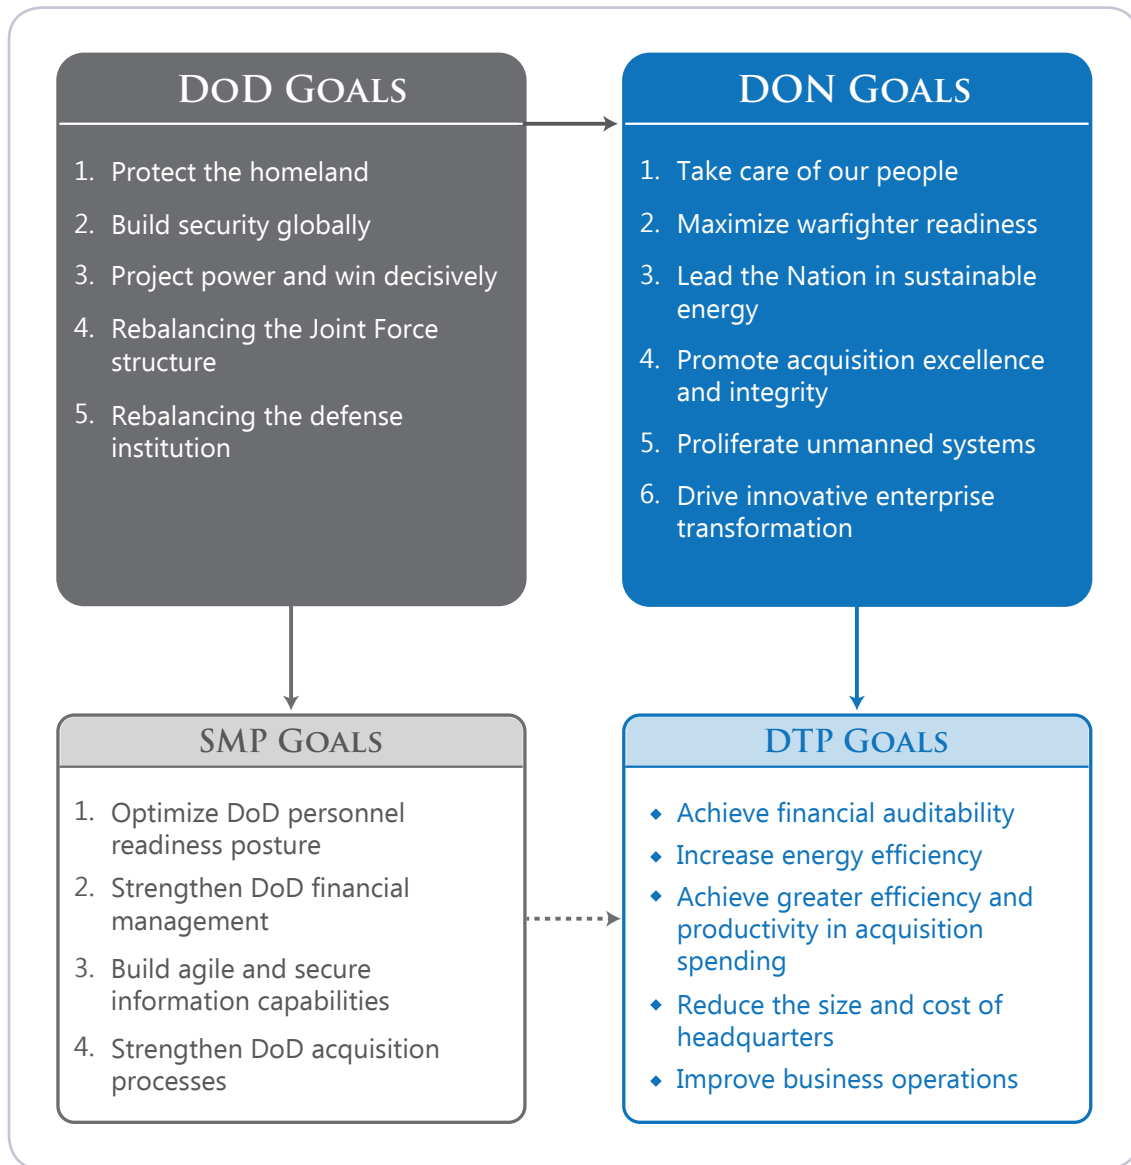 DoD Goals
1. Protect the homeland
2. Build security globally
3. Project power and win decisively
4. Rebalancing the Joint Force
structure
5. Rebalancing the defense
institution
DON Goals
1. Take care of our people
2. Maximize warfighter readiness
3. Lead the Nation in sustainable
energy
4. Promote acquisition excellence
and integrity
5. Proliferate unmanned systems
6. Drive innovative enterprise
transformation
SMP Goals
1. Optimize DoD personnel
readiness posture
2. Strengthen DoD financial
management
3. Build agile and secure
information capabilities
4. Strengthen DoD acquisition
processes
DTP Goals
◆ Achieve financial auditability
◆ Increase energy efficiency
◆ Achieve greater efficiency and
productivity in acquisition
spending
◆ Reduce the size and cost of
headquarters
◆ Improve business operations